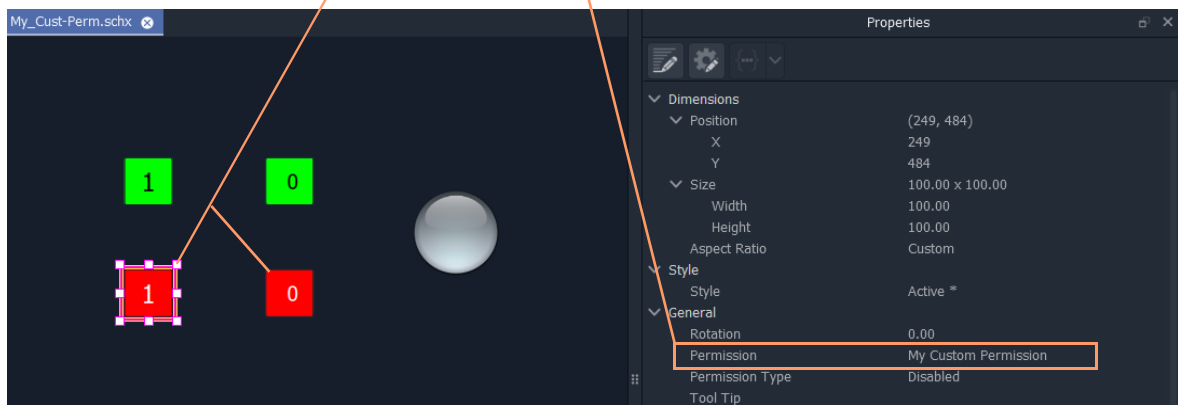 My_Cust-Perm.schx
Properties
Dimensions
Position (249, 484)
X 249
Y 484
1 0
Size 100.00 x 100.00
Width 100.00
Height 100.00
Aspect Ratio Custom
Style
1 0
Style Active *
General
Rotation 0.00
Permission My Custom Permission
Permission Type Disabled
Tool Tip